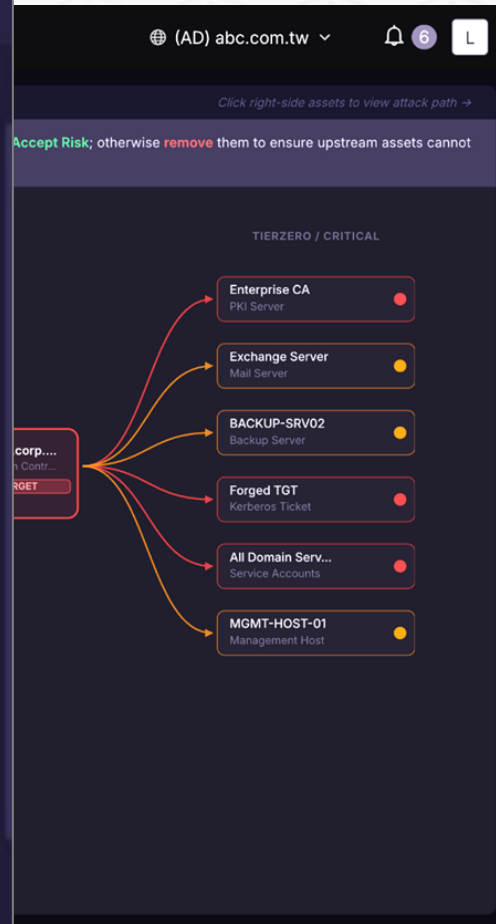 (AD) abc.com.tw
6
L
Click right-side assets to view attack path →
Accept Risk; otherwise remove them to ensure upstream assets cannot
TIERZERO / CRITICAL
Enterprise CA
PKI Server
Exchange Server
Mail Server
BACKUP-SRV02
Backup Server
.corp....
n Contr...
RGET
Forged TGT
Kerberos Ticket
All Domain Serv...
Service Accounts
MGMT-HOST-01
Management Host